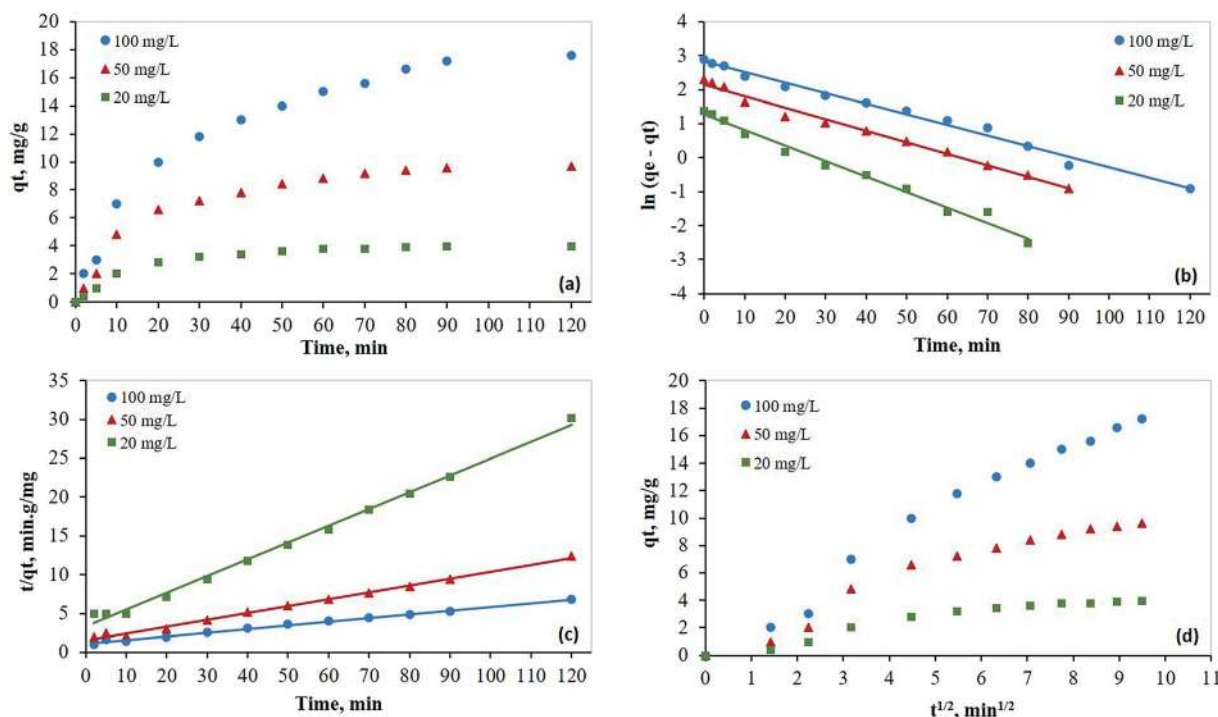 20
18
16
14
12
10
8
6
4
2
0
qt, mg/g
100 mg/L
50 mg/L
20 mg/L
(a)
0 10 20 30 40 50 60 70 80 90 100 110 120
Time, min
4
3
2
1
0
-1
-2
-3
-4
ln (qe - qt)
100 mg/L
50 mg/L
20 mg/L
(b)
0 10 20 30 40 50 60 70 80 90 100 110 120
Time, min
35
30
25
20
15
10
5
0
t/qt, min.g/mg
100 mg/L
50 mg/L
20 mg/L
(c)
0 10 20 30 40 50 60 70 80 90 100 110 120
Time, min
20
18
16
14
12
10
8
6
4
2
0
qt, mg/g
100 mg/L
50 mg/L
20 mg/L
(d)
0 1 2 3 4 5 6 7 8 9 10 11
t1/2, min1/2